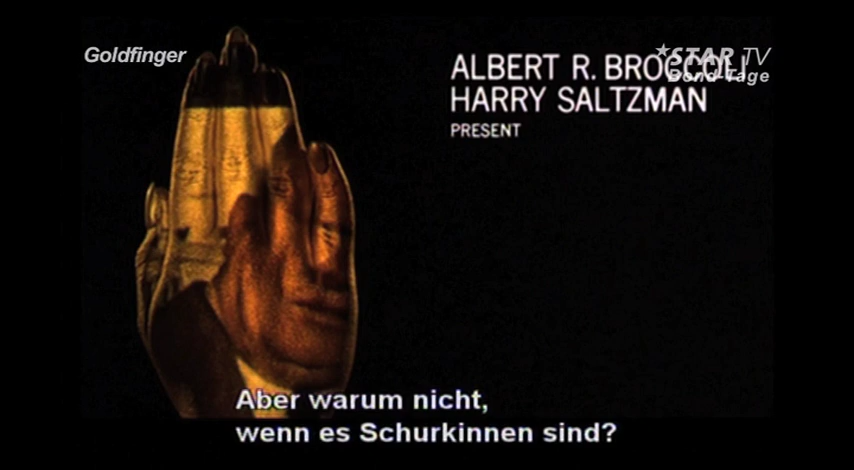 Goldfinger
ALBERT R. BROCCOLI
STAR TV
Bond-Tage
HARRY SALTZMAN
PRESENT
Aber warum nicht,
wenn es Schurkinnen sind?